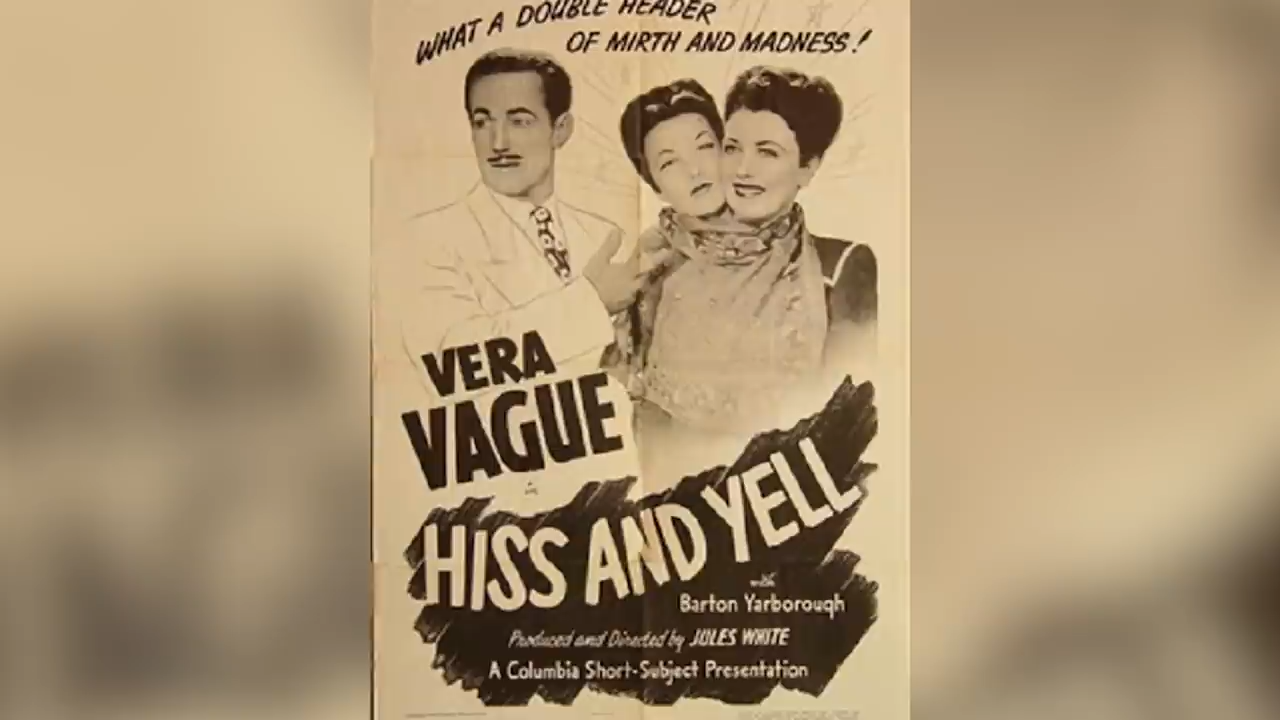 WHAT A DOUBLE HEADER
OF MIRTH AND MADNESS!
VERA
VAGUE
in
HISS AND YELL
with
Barton Yarborough
Produced and Directed by JULES WHITE
A Columbia Short-Subject Presentation